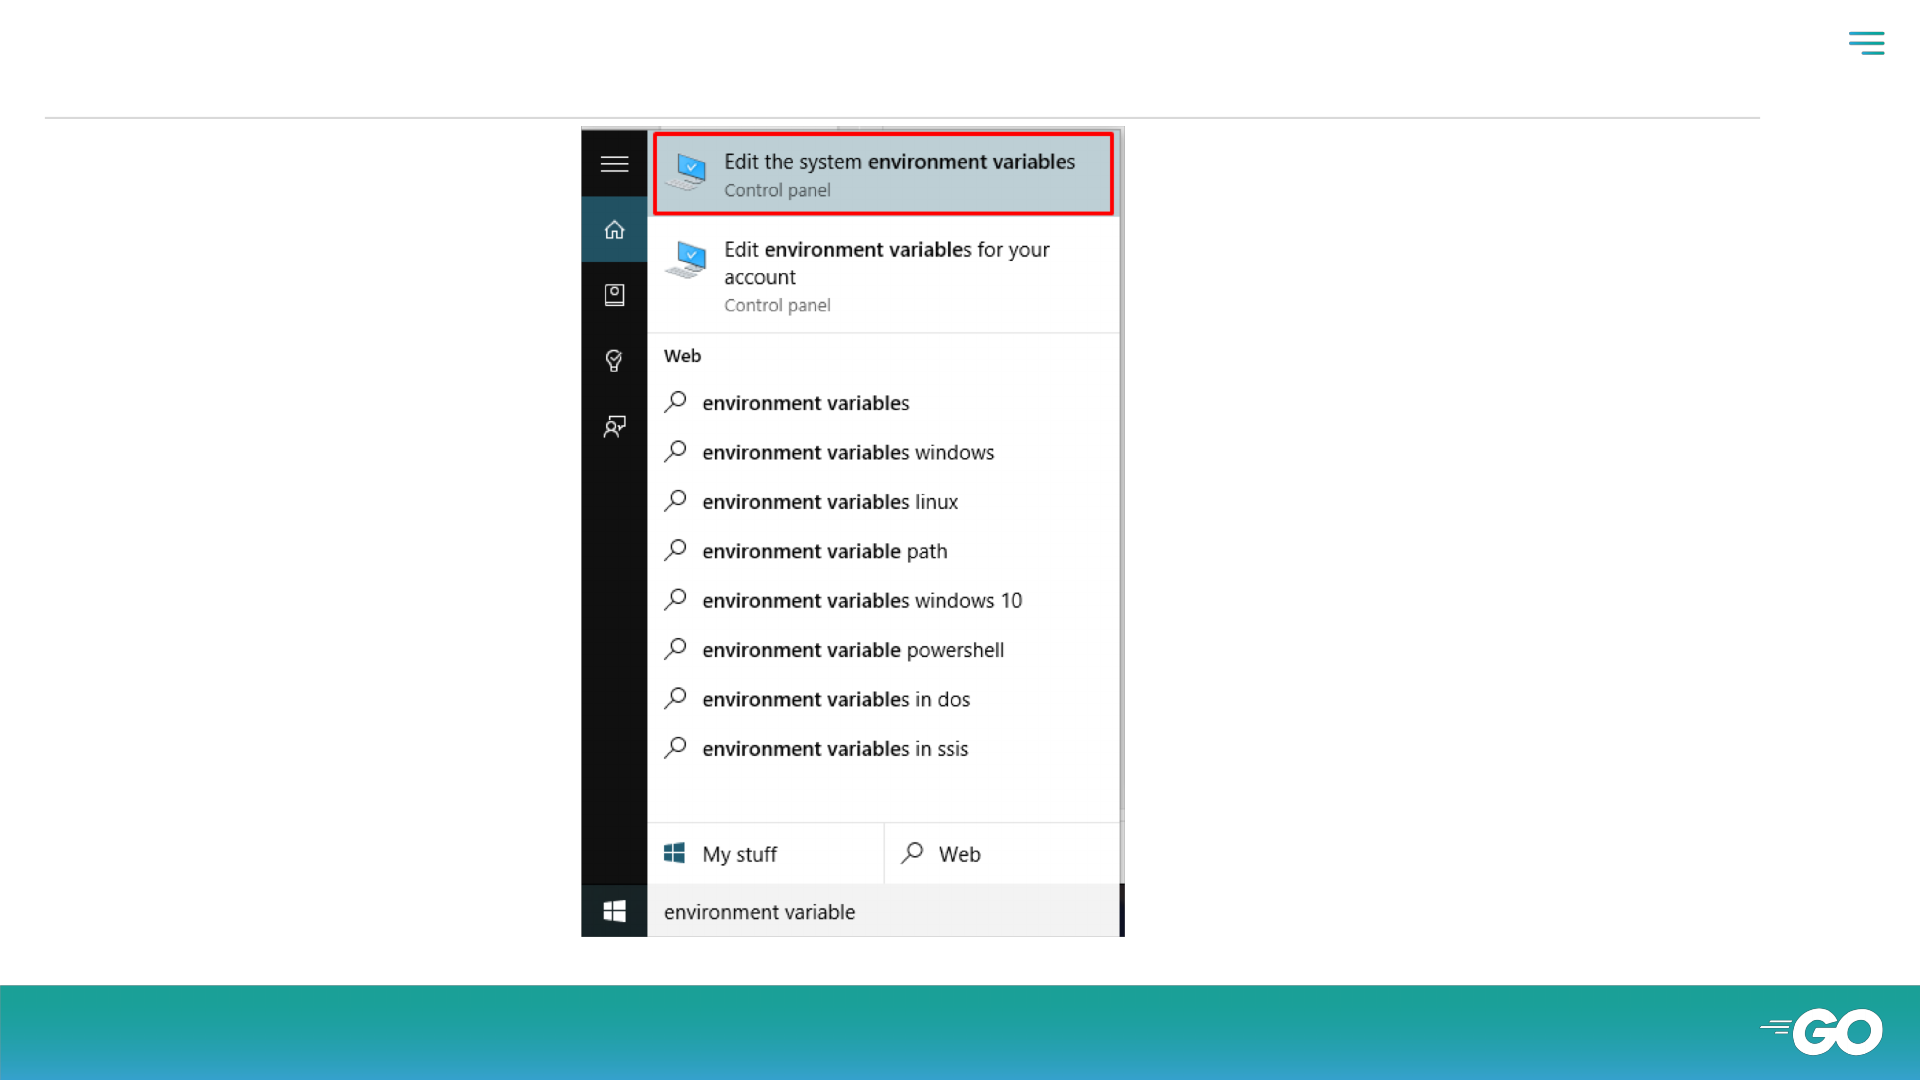 Edit the system environment variables
Control panel
Edit environment variables for your
account
Control panel
Web
environment variables
environment variables windows
environment variables linux
environment variable path
environment variables windows 10
environment variable powershell
environment variables in dos
environment variables in ssis
My stuff
Web
environment variable
GO